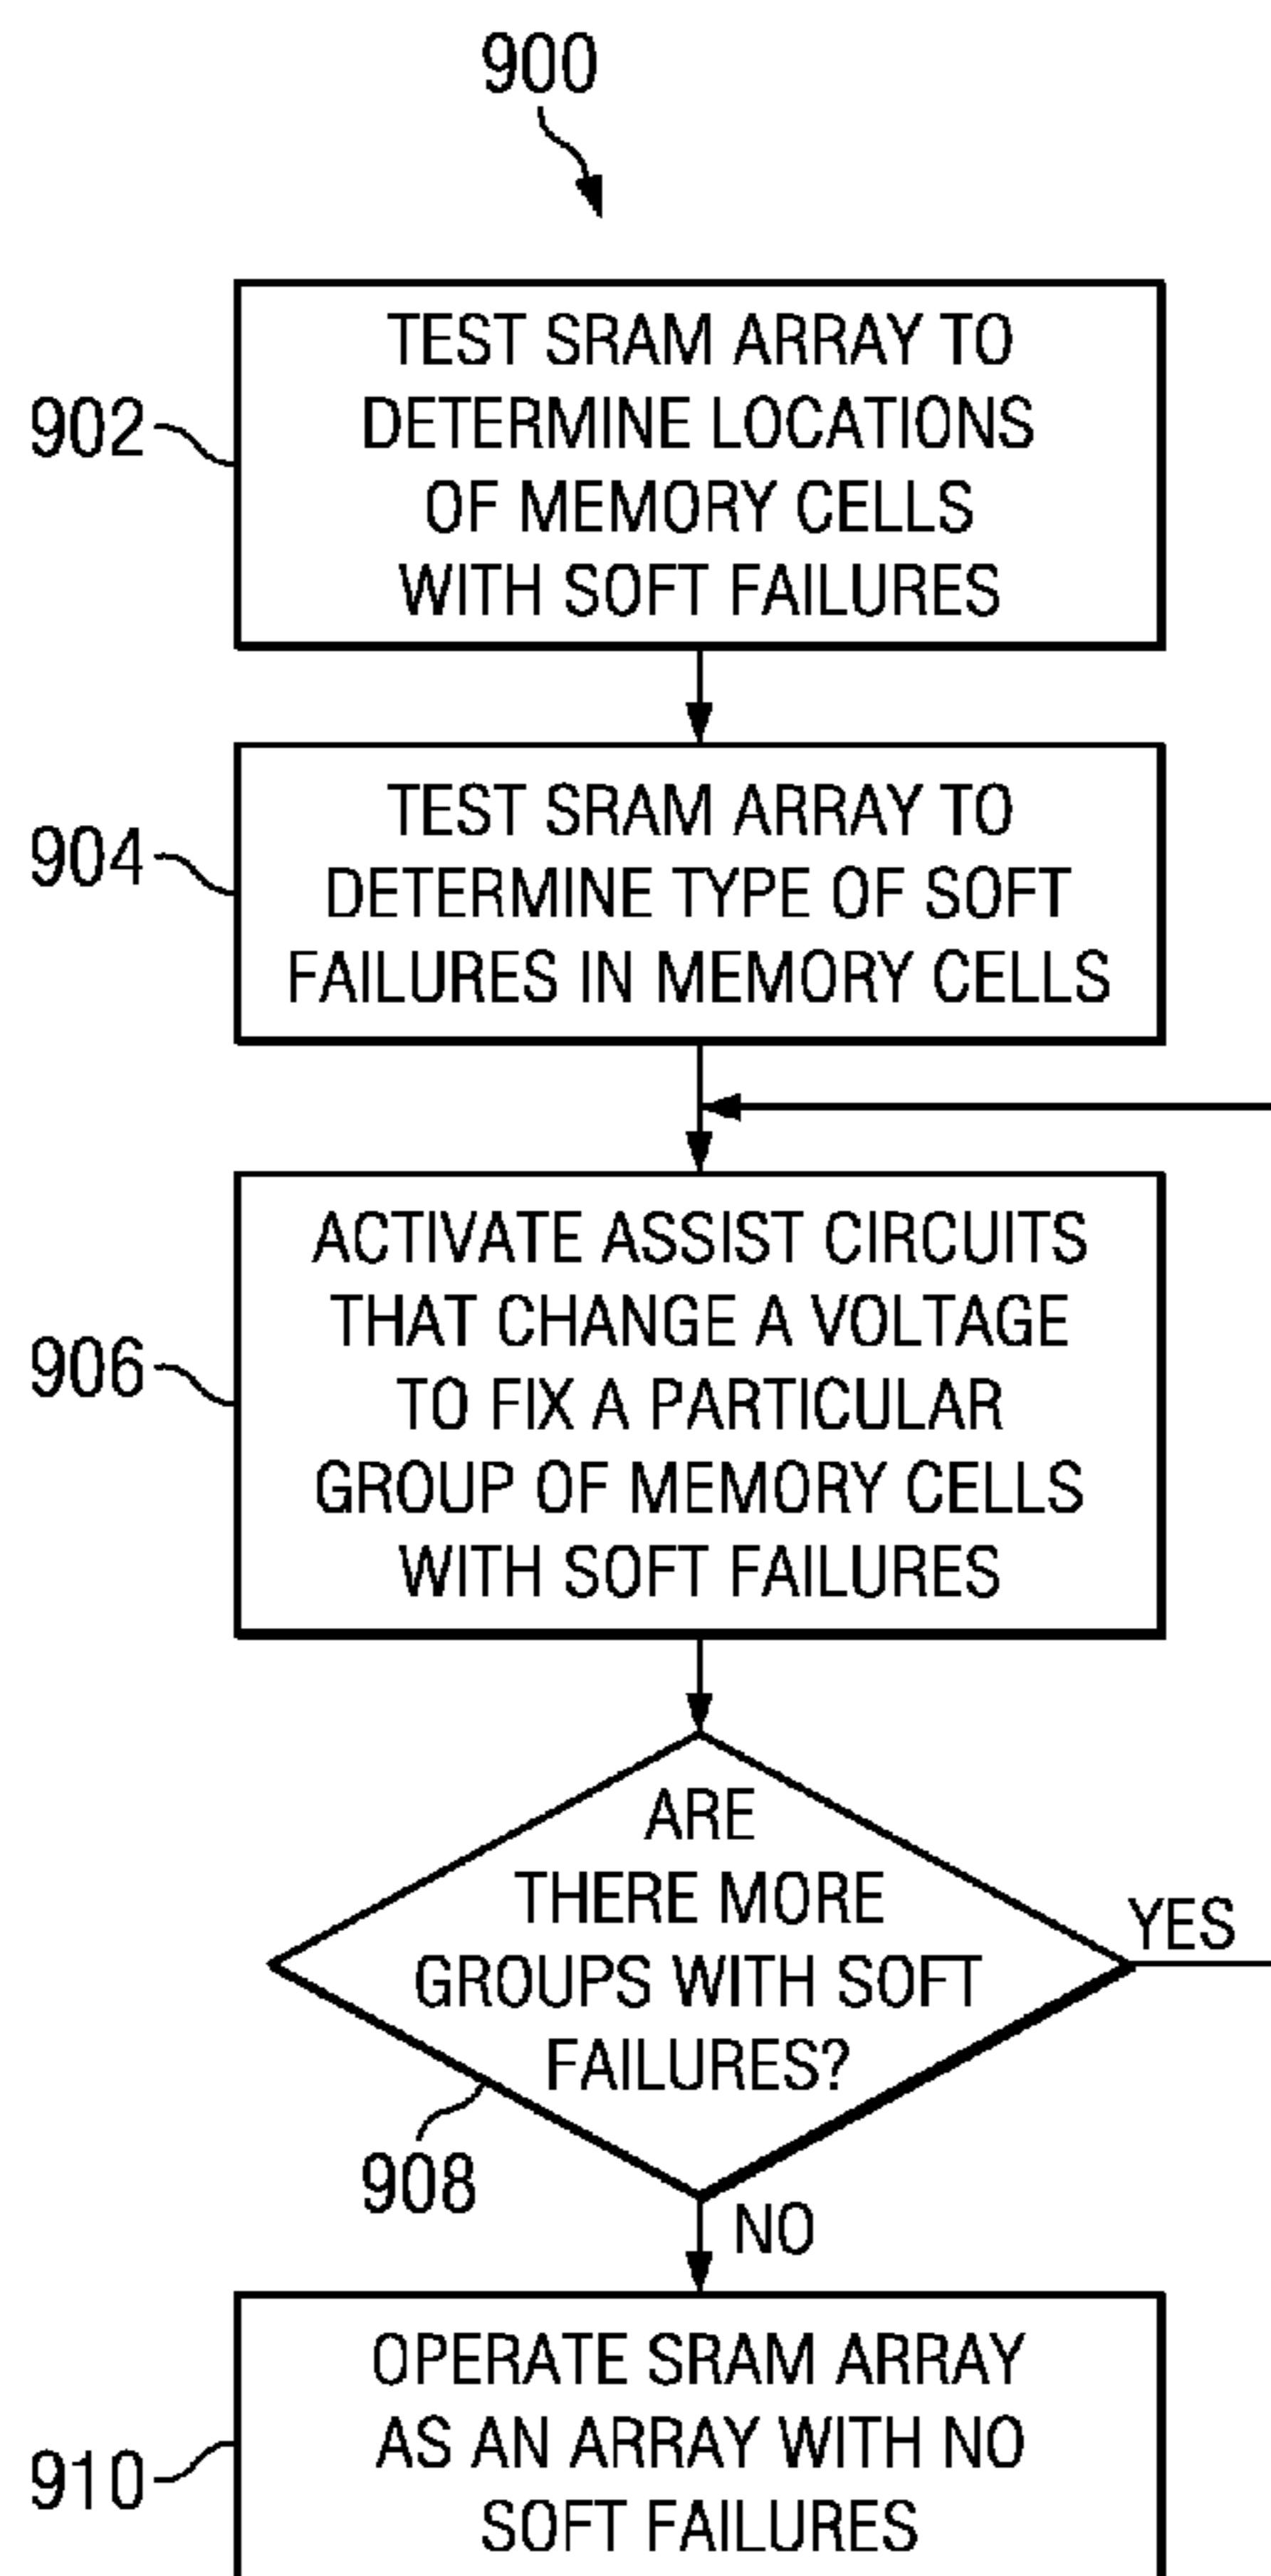 900
902
TEST SRAM ARRAY TO
DETERMINE LOCATIONS
OF MEMORY CELLS
WITH SOFT FAILURES
904
TEST SRAM ARRAY TO
DETERMINE TYPE OF SOFT
FAILURES IN MEMORY CELLS
906
ACTIVATE ASSIST CIRCUITS
THAT CHANGE A VOLTAGE
TO FIX A PARTICULAR
GROUP OF MEMORY CELLS
WITH SOFT FAILURES
ARE
THERE MORE
GROUPS WITH SOFT
FAILURES?
YES
908
NO
910
OPERATE SRAM ARRAY
AS AN ARRAY WITH NO
SOFT FAILURES